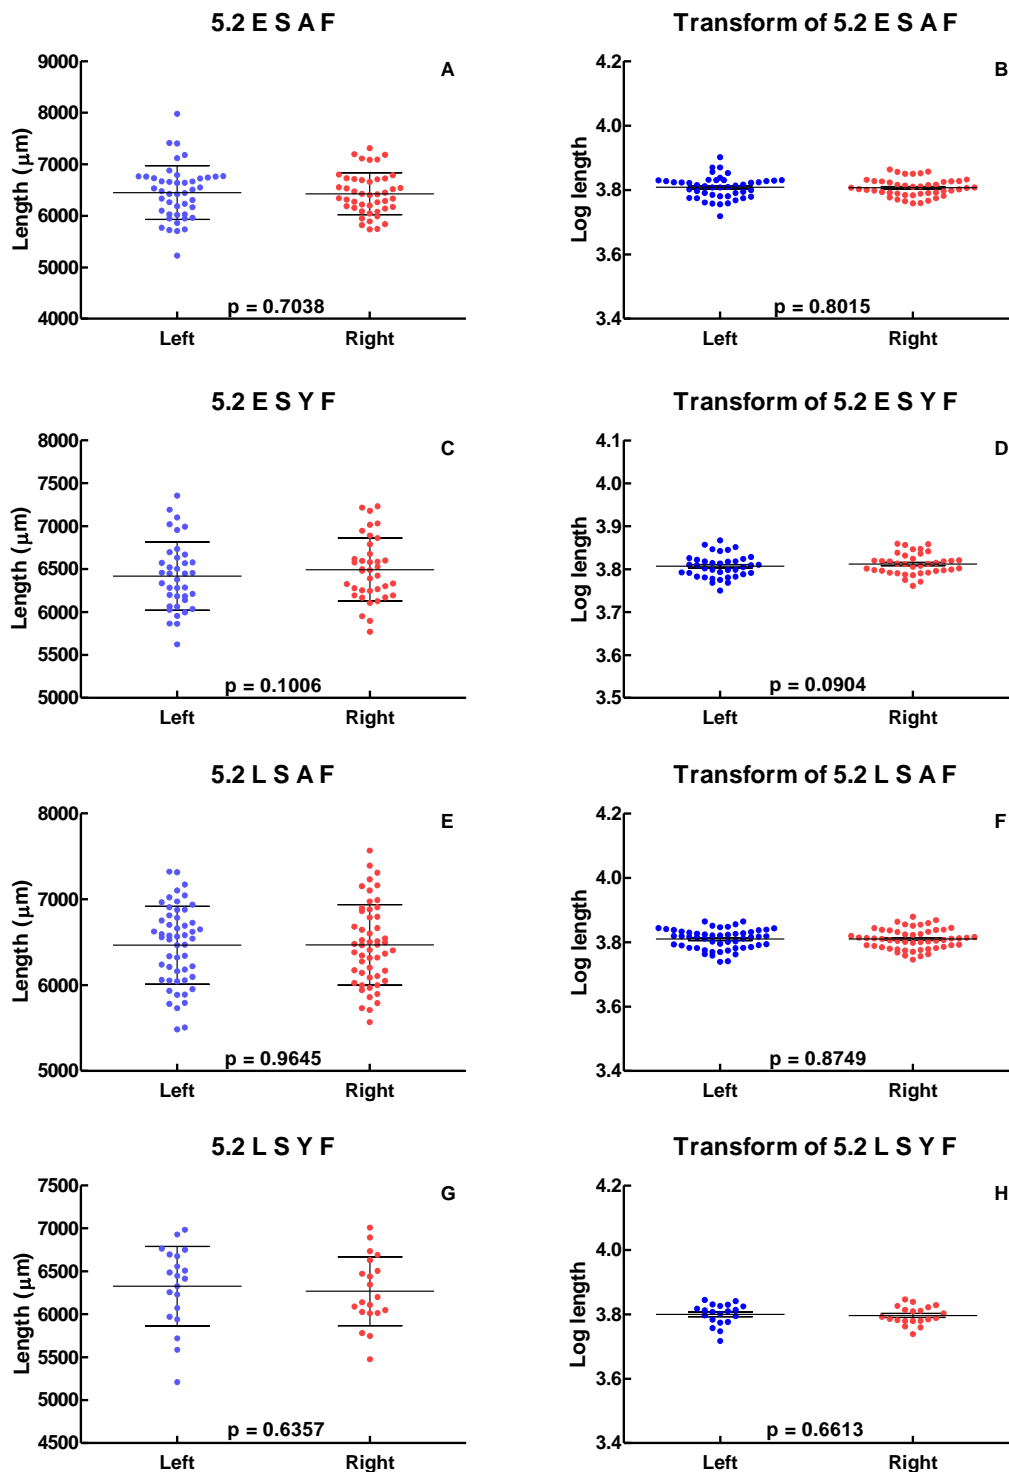 5.2 E S A F
A
9000
8000
7000
6000
5000
4000
Length (μm)
p = 0.7038
Left
Right
Transform of 5.2 E S A F
B
4.2
4.0
3.8
3.6
3.4
Log length
p = 0.8015
Left
Right
5.2 E S Y F
C
8000
7500
7000
6500
6000
5500
5000
Length (μm)
p = 0.1006
Left
Right
Transform of 5.2 E S Y F
D
4.1
4.0
3.9
3.8
3.7
3.6
3.5
Log length
p = 0.0904
Left
Right
5.2 L S A F
E
8000
7000
6000
5000
Length (μm)
p = 0.9645
Left
Right
Transform of 5.2 L S A F
F
4.2
4.0
3.8
3.6
3.4
Log length
p = 0.8749
Left
Right
5.2 L S Y F
G
7500
7000
6500
6000
5500
5000
4500
Length (μm)
p = 0.6357
Left
Right
Transform of 5.2 L S Y F
H
4.2
4.0
3.8
3.6
3.4
Log length
p = 0.6613
Left
Right